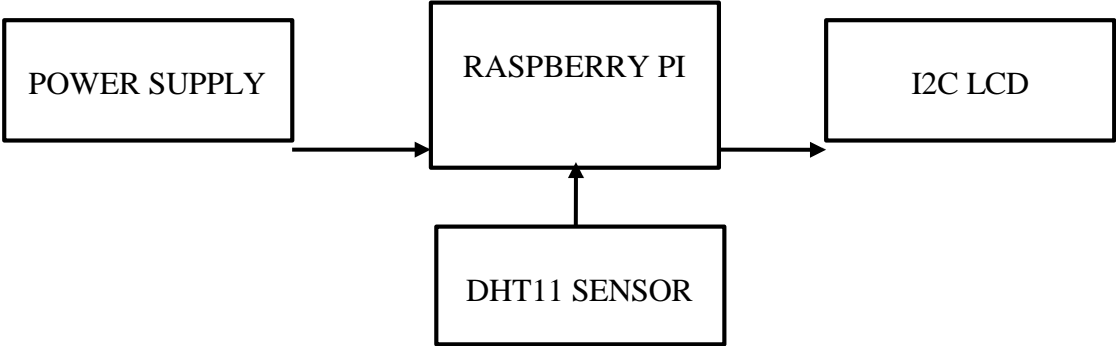 POWER SUPPLY
RASPBERRY PI
I2C LCD
DHT11 SENSOR